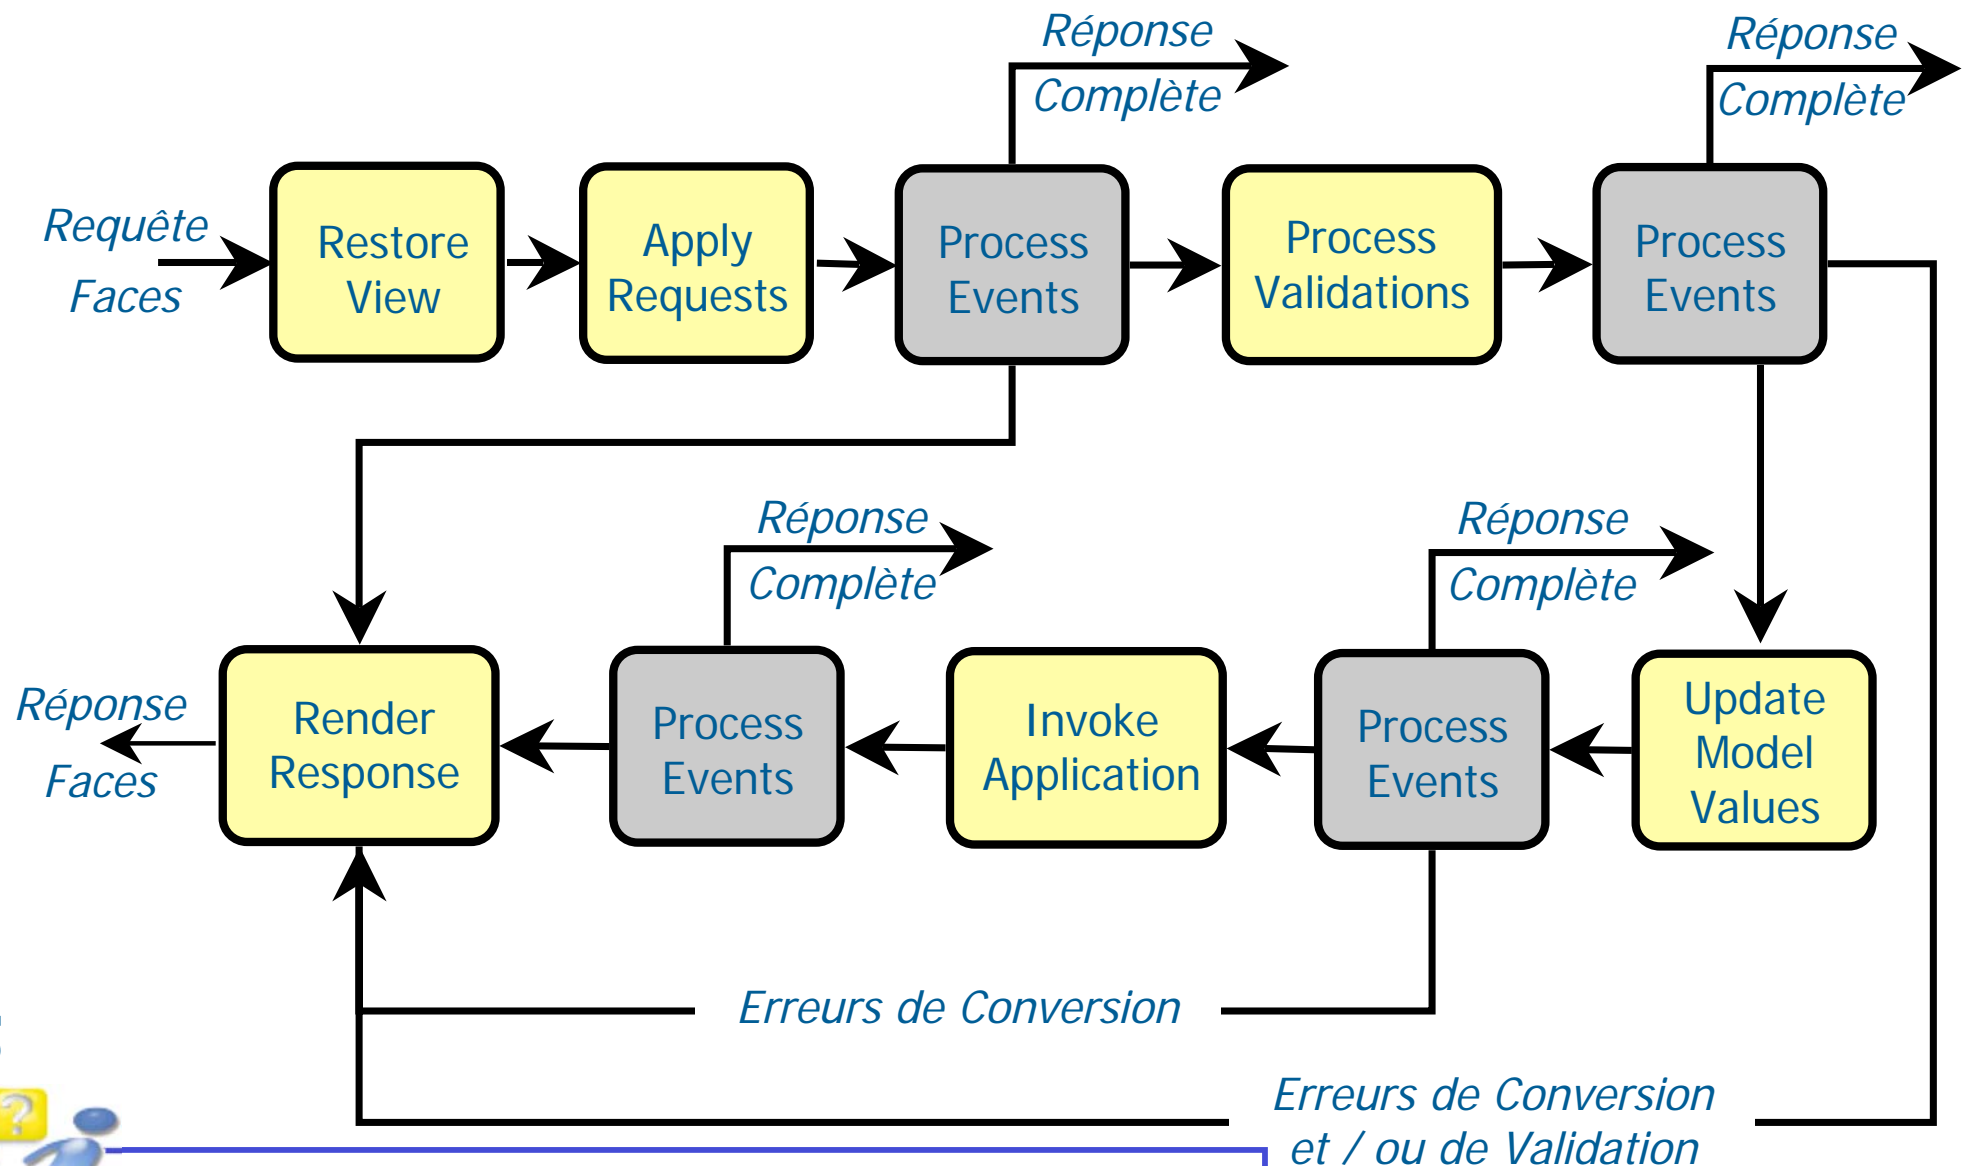 Réponse
Complète
Réponse
Complète
Requête
Faces
Restore
View
Apply
Requests
Process
Events
Process
Validations
Process
Events
Réponse
Complète
Réponse
Complète
Réponse
Faces
Render
Response
Process
Events
Invoke
Application
Process
Events
Update
Model
Values
Erreurs de Conversion
Erreurs de Conversion
et / ou de Validation
?